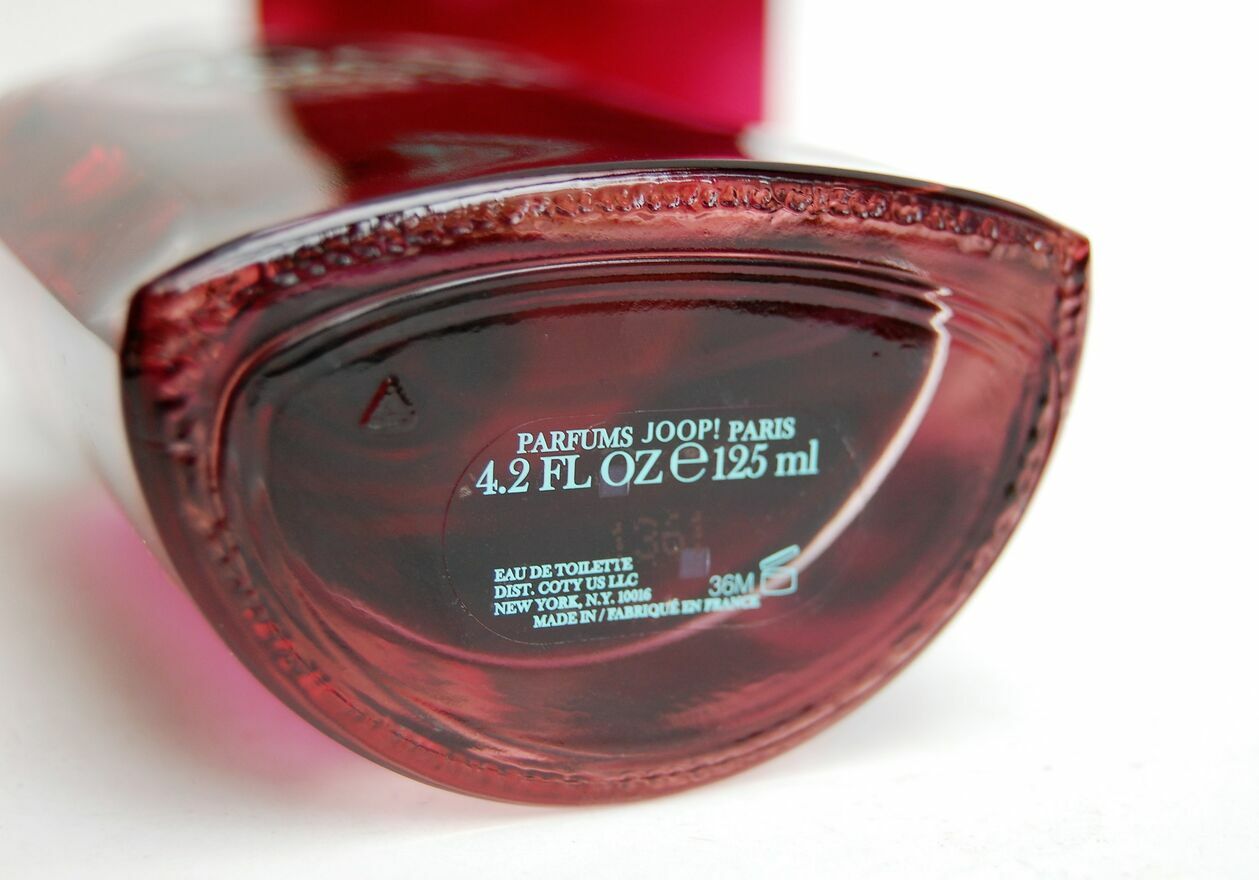 PARFUMS JOOP! PARIS
4.2 FL OZ ℮ 125 ml
EAU DE TOILETTE
DIST. COTY US LLC
NEW YORK, N.Y. 10016
36M
MADE IN / FABRIQUÉ EN FRANCE